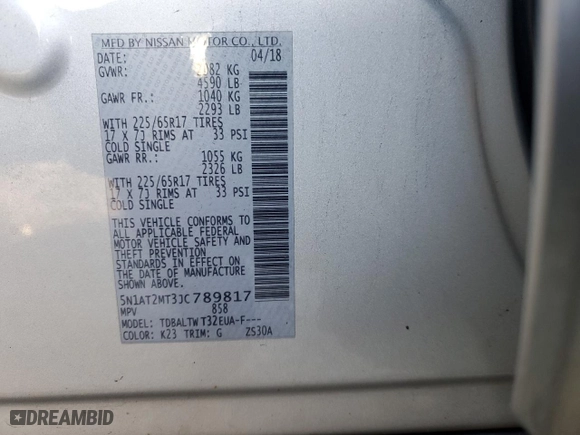 MFD BY NISSAN MOTOR CO., LTD.
DATE: 04/18
GVWR: 2082 KG
4590 LB
GAWR FR.: 1040 KG
2293 LB
WITH 225/65R17 TIRES
17 X 7J RIMS AT 33 PSI
COLD SINGLE
GAWR RR.: 1055 KG
2326 LB
WITH 225/65R17 TIRES
17 X 7J RIMS AT 33 PSI
COLD SINGLE
THIS VEHICLE CONFORMS TO
ALL APPLICABLE FEDERAL
MOTOR VEHICLE SAFETY AND
THEFT PREVENTION
STANDARDS IN EFFECT ON
THE DATE OF MANUFACTURE
SHOWN ABOVE.
5N1AT2MT3JC789817
MPV 858
MODEL: TDBALTW T32EUA-F---
COLOR: K23 TRIM: G ZS30A
DREAMBID